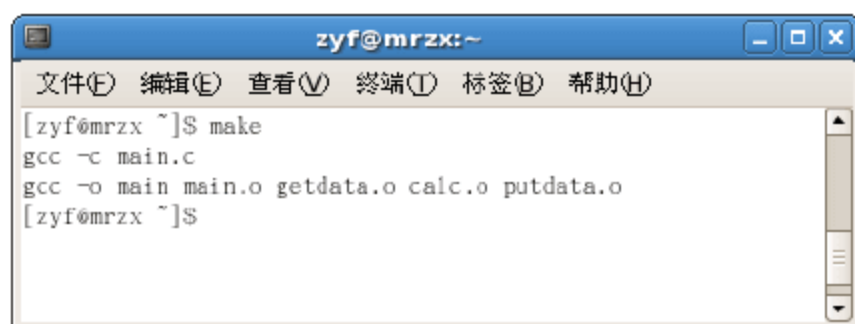 zyf@mrzx:~
文件(F) 编辑(E) 查看(V) 终端(T) 标签(B) 帮助(H)
[zyf@mrzx ~]$ make
gcc -c main.c
gcc -o main main.o getdata.o calc.o putdata.o
[zyf@mrzx ~]$